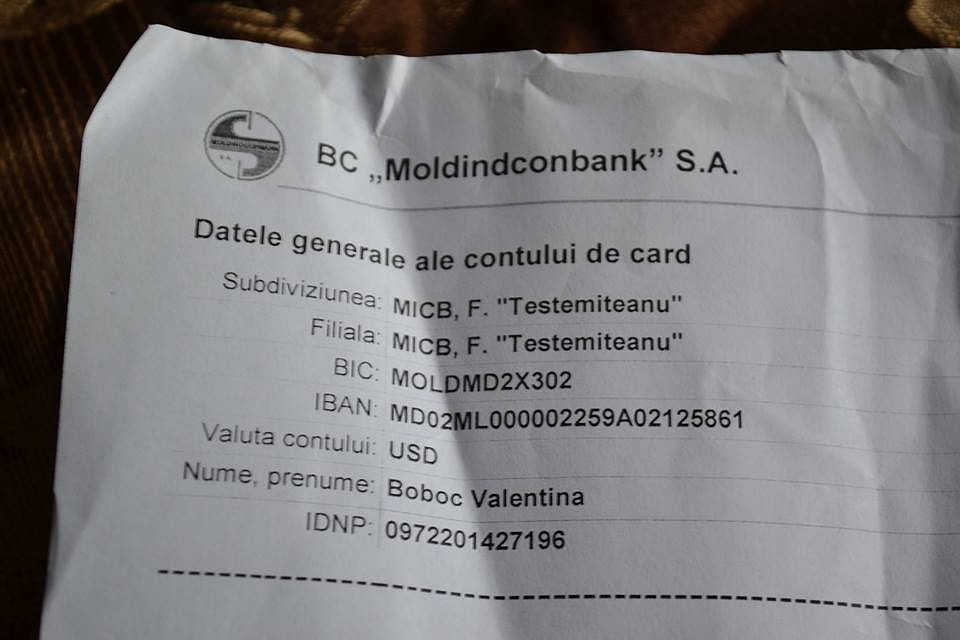 MOLDINDCONBANK
S.A.
BC „Moldindconbank” S.A.
Datele generale ale contului de card
Subdiviziunea: MICB, F. "Testemiteanu"
Filiala: MICB, F. "Testemiteanu"
BIC: MOLDMD2X302
IBAN: MD02ML000002259A02125861
Valuta contului: USD
Nume, prenume: Boboc Valentina
IDNP: 0972201427196